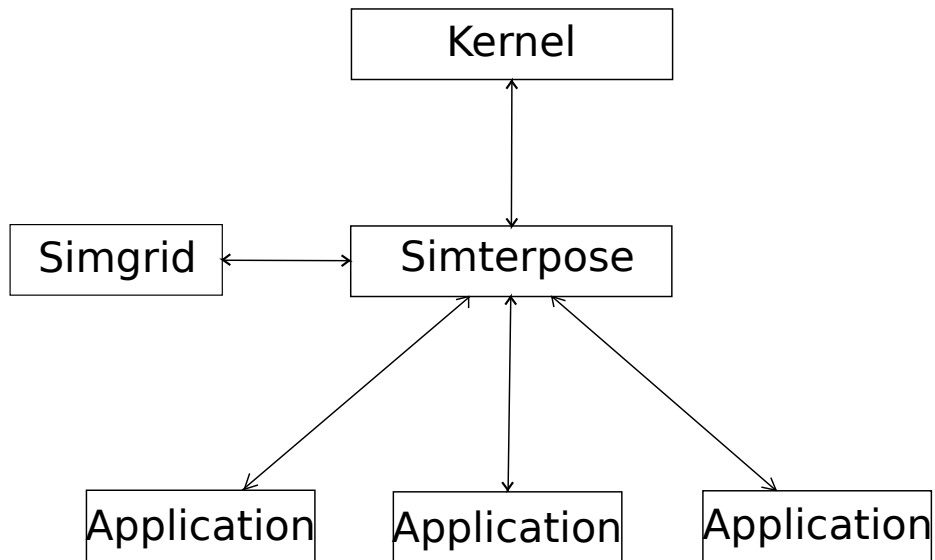 Kernel
Simgrid
Simterpose
Application
Application
Application